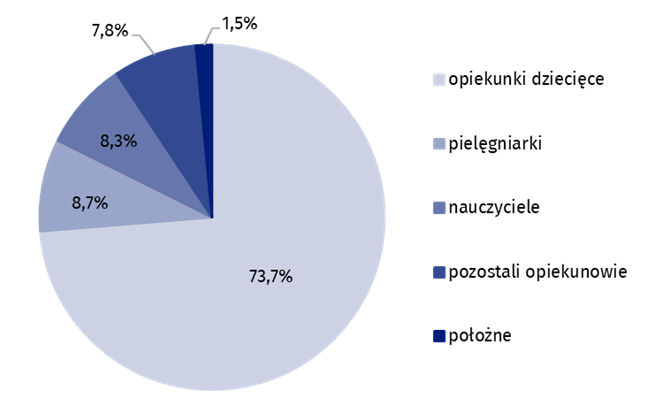 7,8%
1,5%
8,3%
8,7%
73,7%
opiekunki dziecięce
pielęgniarki
nauczyciele
pozostali opiekunowie
położne